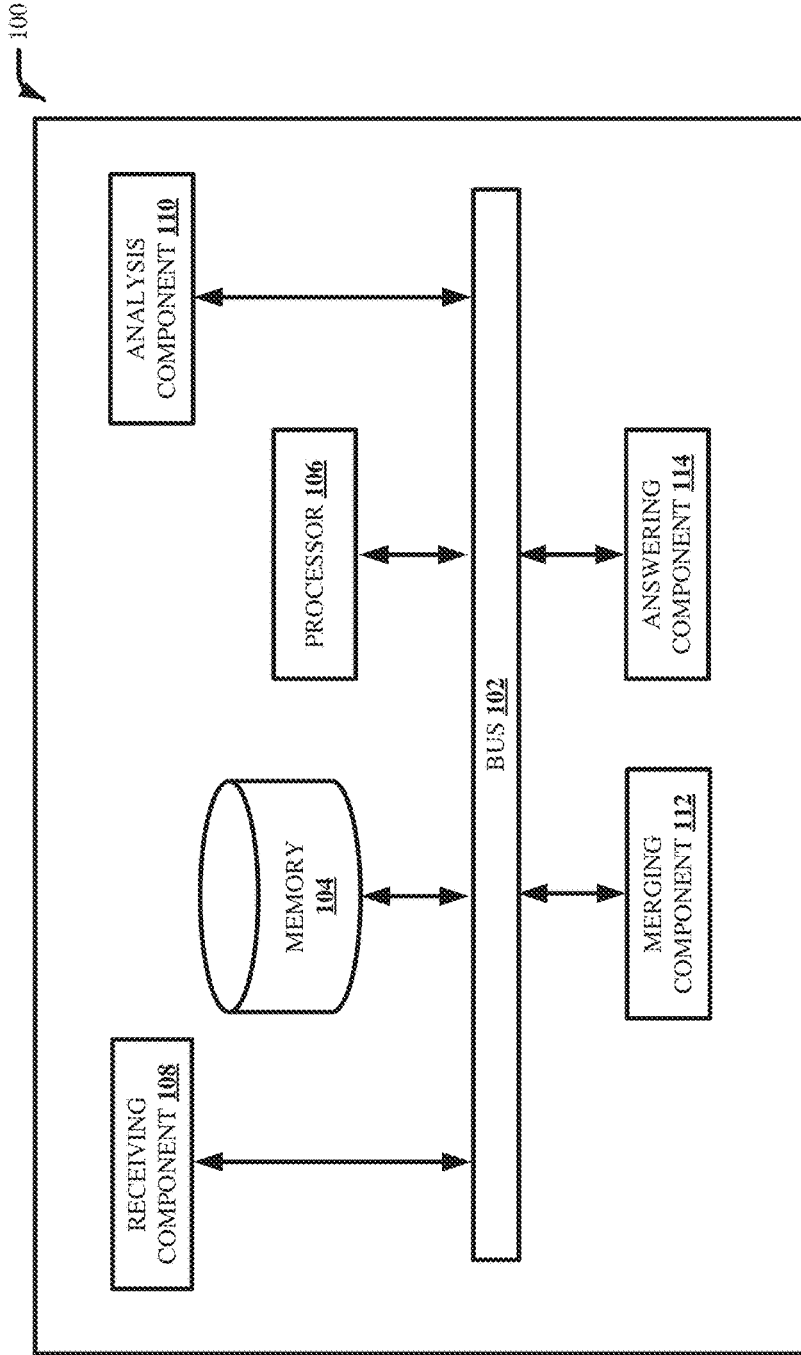 100
RECEIVING
COMPONENT 108
MEMORY
104
PROCESSOR 106
ANALYSIS
COMPONENT 110
BUS 102
MERGING
COMPONENT 112
ANSWERING
COMPONENT 114